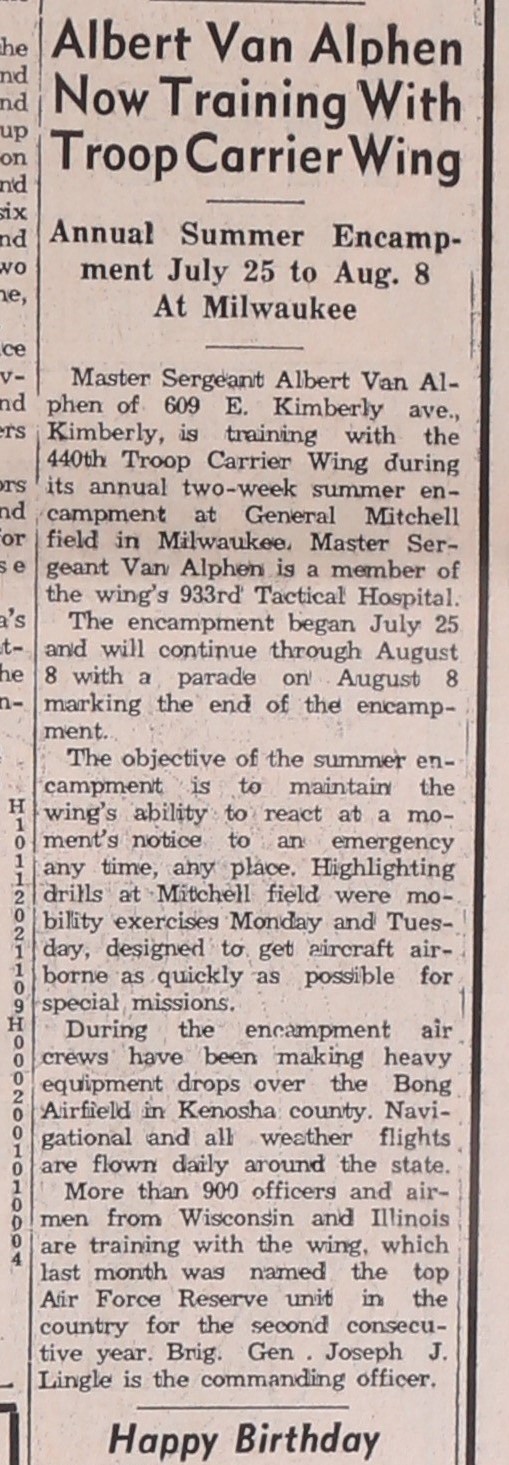 Albert Van Alphen
Now Training With
Troop Carrier Wing
Annual Summer Encamp-
ment July 25 to Aug. 8
At Milwaukee
Master Sergeant Albert Van Al-
phen of 609 E. Kimberly ave.,
Kimberly, is training with the
440th Troop Carrier Wing during
its annual two-week summer en-
campment at General Mitchell
field in Milwaukee. Master Ser-
geant Van Alphen is a member of
the wing's 933rd Tactical Hospital.
The encampment began July 25
and will continue through August
8 with a parade on August 8
marking the end of the encamp-
ment.
The objective of the summer en-
campment is to maintain the
wing's ability to react at a mo-
ment's notice to an emergency
any time, any place. Highlighting
drills at Mitchell field were mo-
bility exercises Monday and Tues-
day, designed to get aircraft air-
borne as quickly as possible for
special missions.
During the encampment air
crews have been making heavy
equipment drops over the Bong
Airfield in Kenosha county. Navi-
gational and all weather flights
are flown daily around the state.
More than 900 officers and air-
men from Wisconsin and Illinois
are training with the wing, which
last month was named the top
Air Force Reserve unit in the
country for the second consecu-
tive year. Brig. Gen . Joseph J.
Lingle is the commanding officer.
Happy Birthday